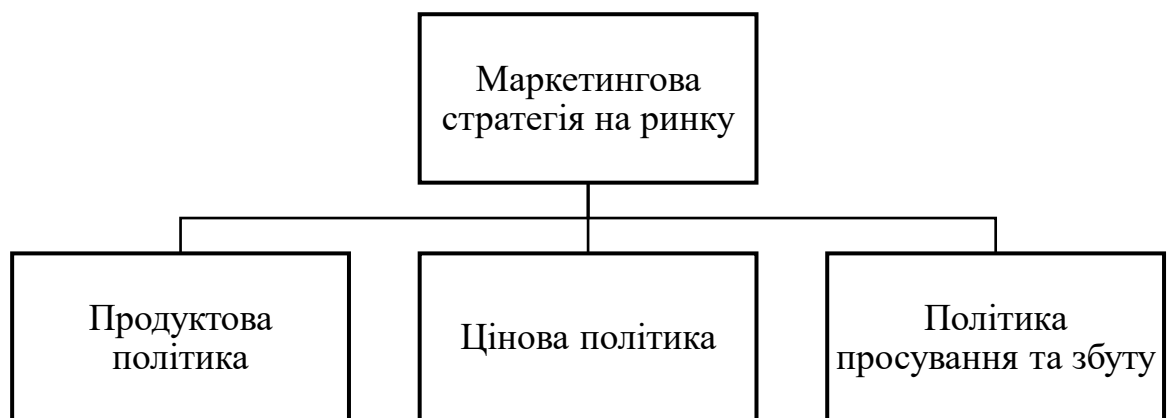 Маркетингова
стратегія на ринку
Продуктова
політика
Цінова політика
Політика
просування та збуту